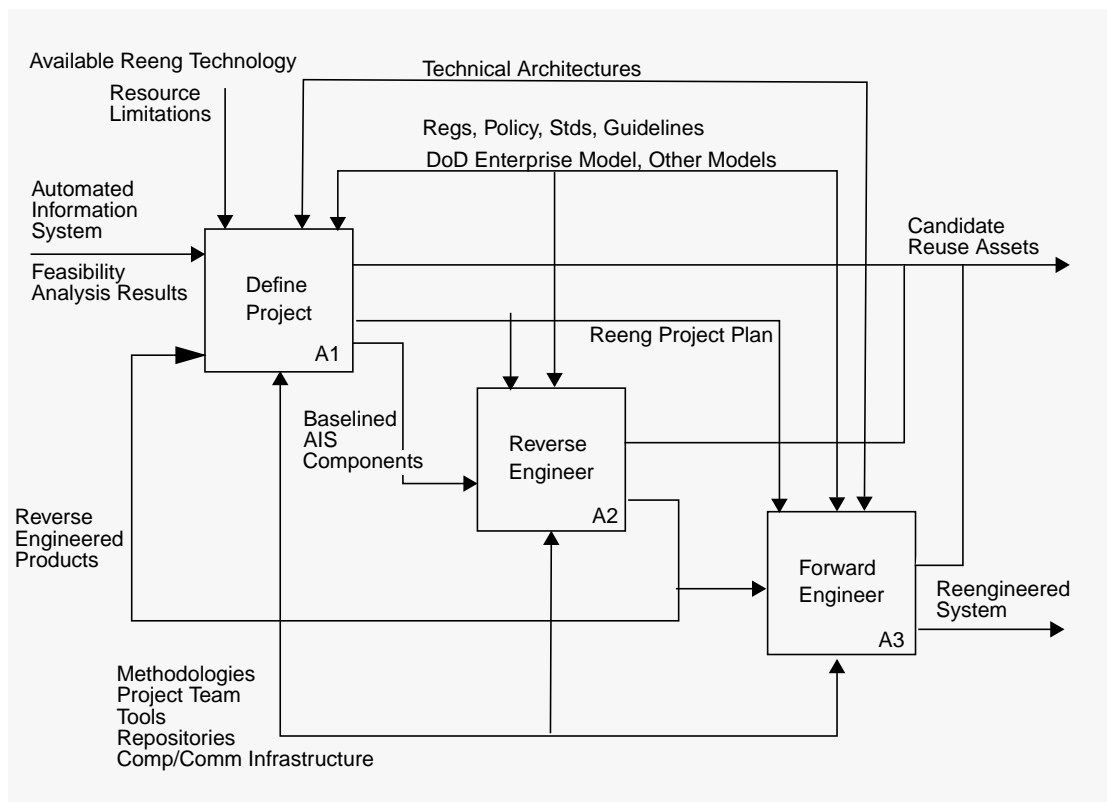 Available Reeng Technology
Resource
Limitations
Technical Architectures
Regs, Policy, Stds, Guidelines
DoD Enterprise Model, Other Models
Automated
Information
System
Feasibility
Analysis Results
Candidate
Reuse Assets
Define
Project
A1
Reeng Project Plan
Baselined
AIS
Components
Reverse
Engineer
A2
Reverse
Engineered
Products
Forward
Engineer
A3
Reengineered
System
Methodologies
Project Team
Tools
Repositories
Comp/Comm Infrastructure